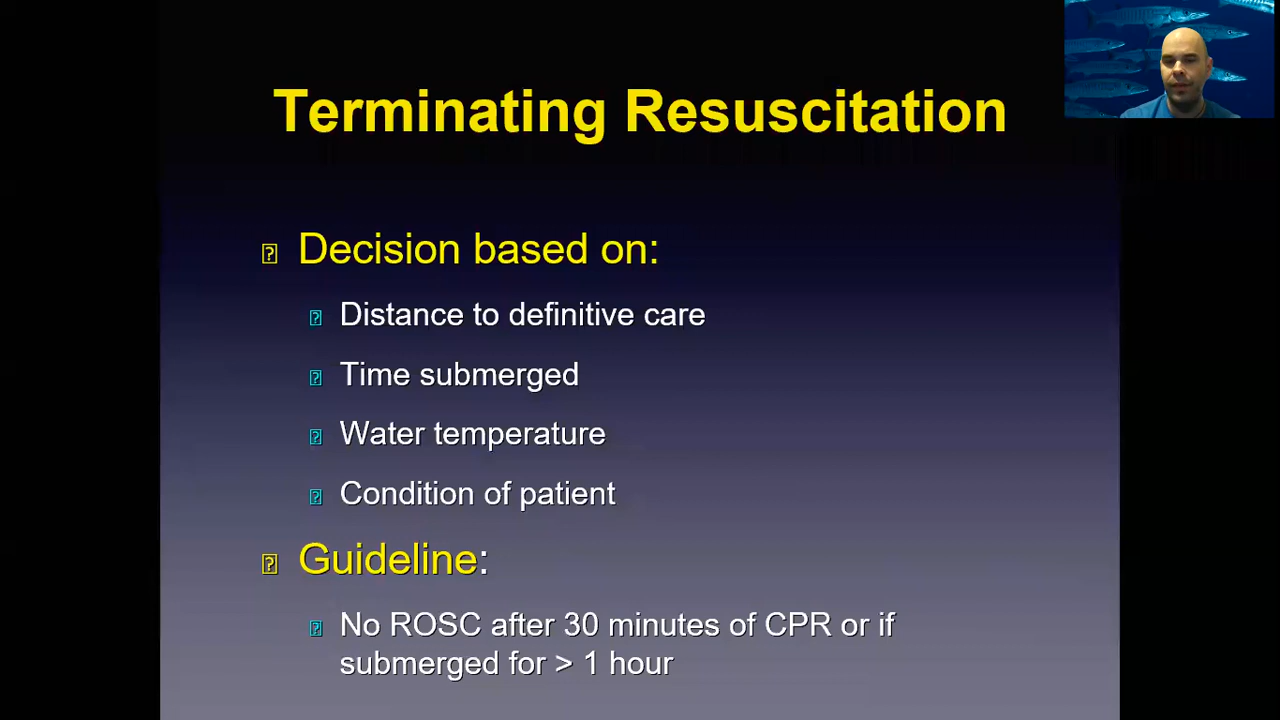 Terminating Resuscitation
Decision based on:
Distance to definitive care
Time submerged
Water temperature
Condition of patient
Guideline:
No ROSC after 30 minutes of CPR or if
submerged for > 1 hour